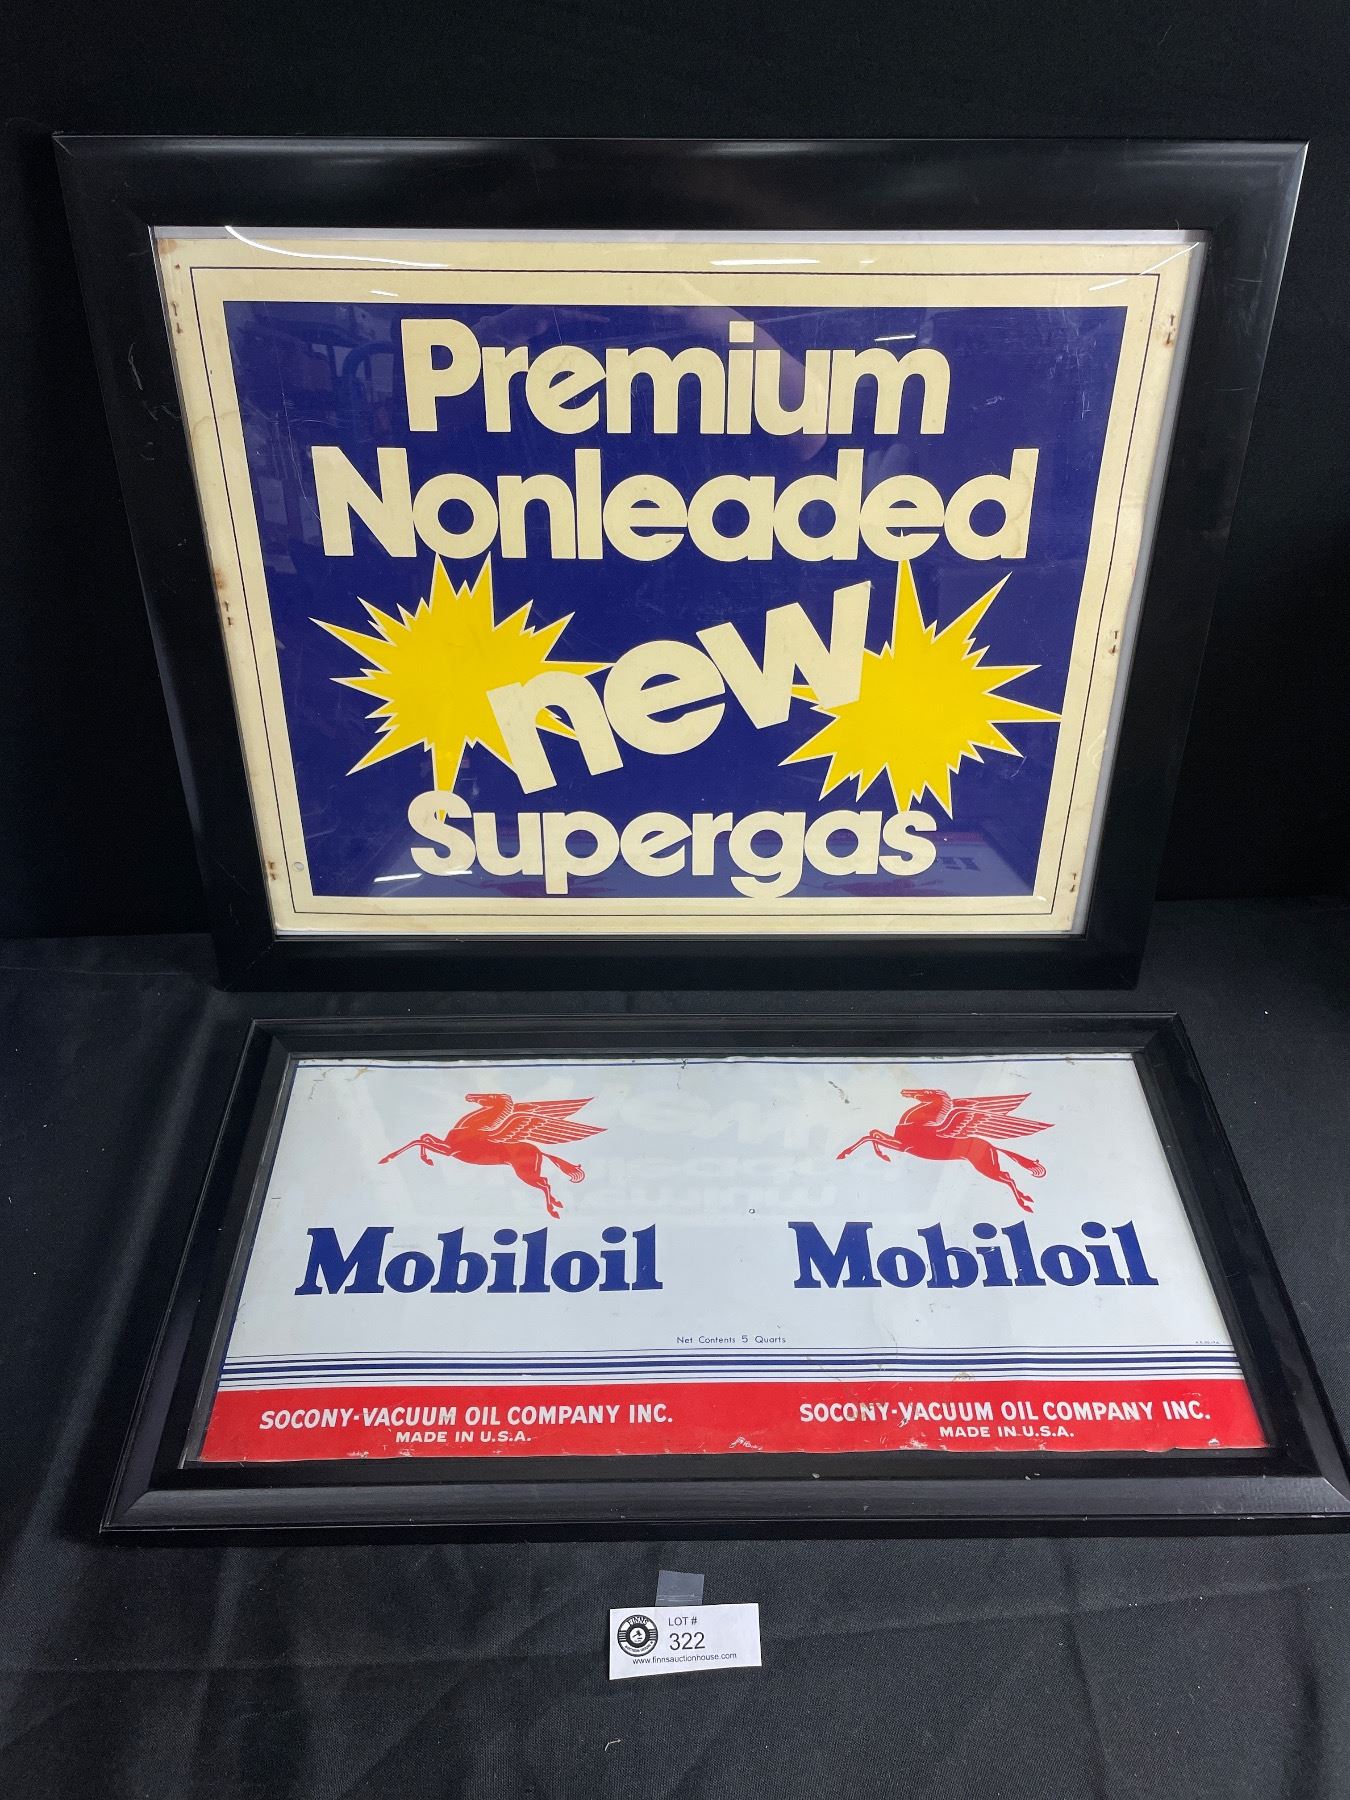 Premium
Nonleaded
new
Supergas
Mobiloil Mobiloil
Net Contents 5 Quarts
SOCONY-VACUUM OIL COMPANY INC. SOCONY-VACUUM OIL COMPANY INC.
MADE IN U.S.A. MADE IN U.S.A.
LOT #
322
www.finnsauctionhouse.com